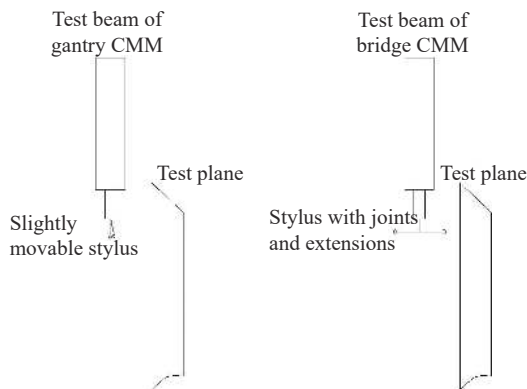 Test beam of
gantry CMM
Test plane
Slightly
movable stylus
Test beam of
bridge CMM
Test plane
Stylus with joints
and extensions